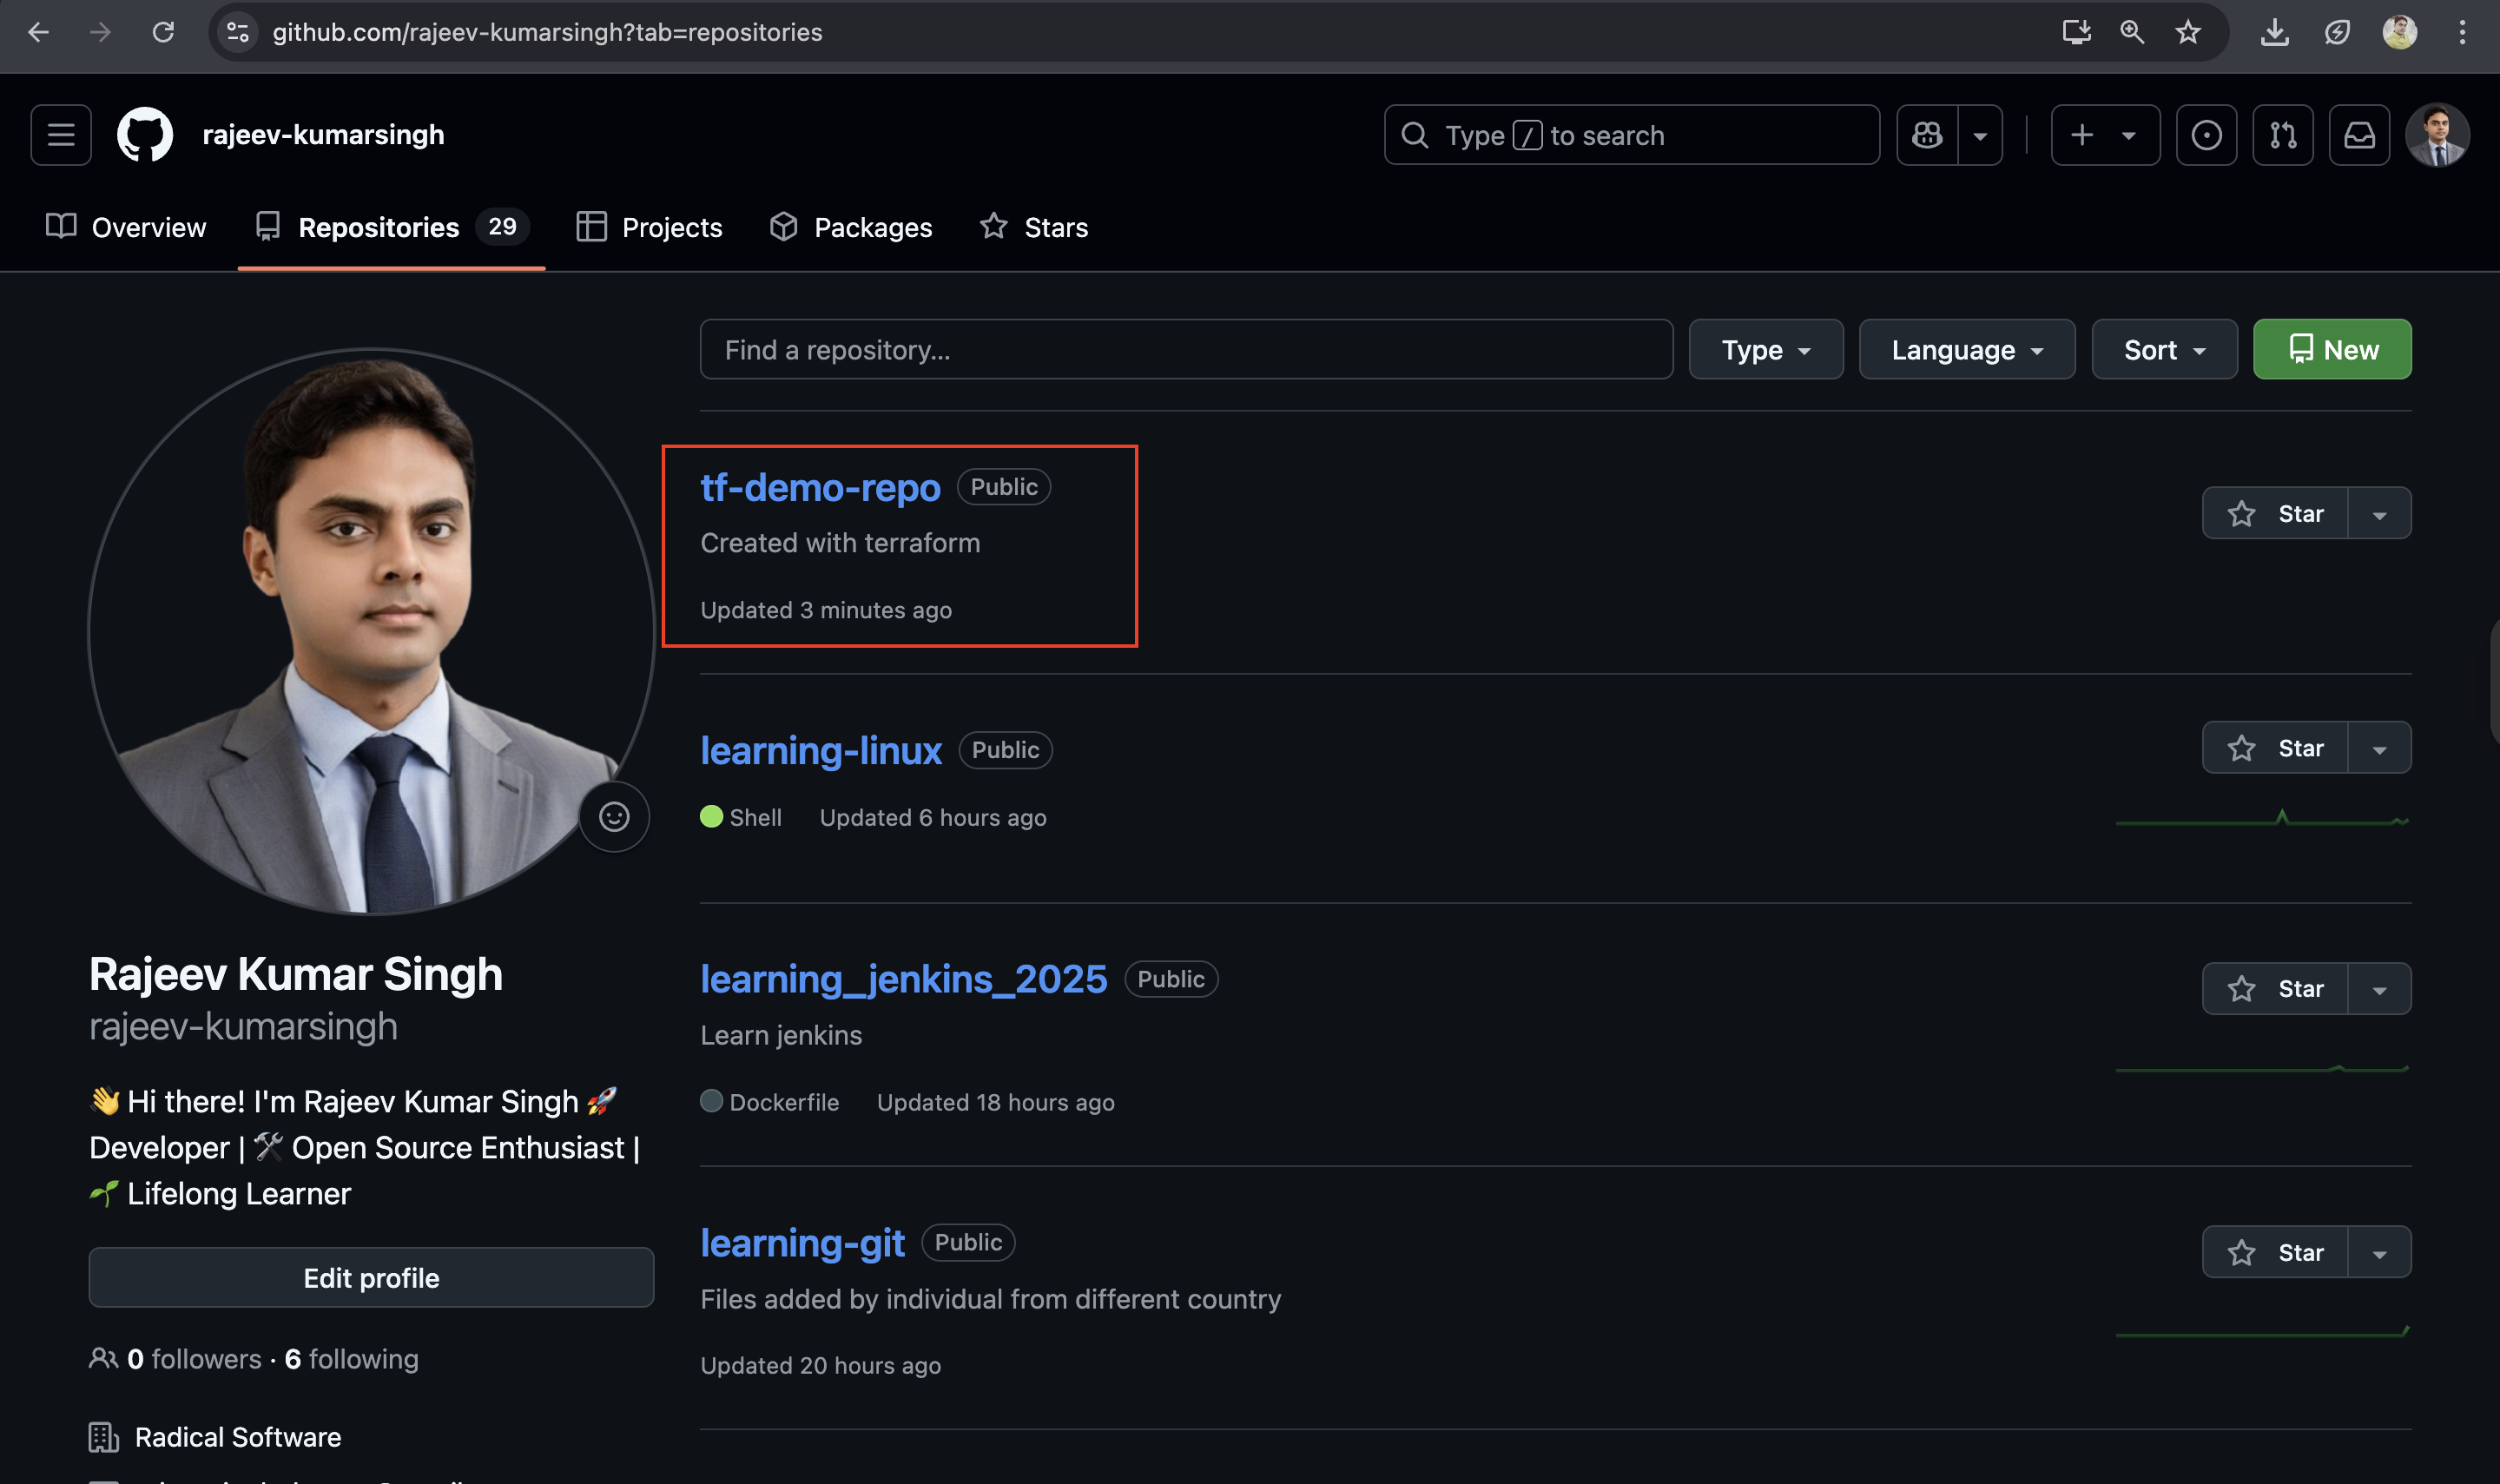 github.com/rajeev-kumarsingh?tab=repositories
rajeev-kumarsingh
Type / to search
Overview
Repositories 29
Projects
Packages
Stars
Find a repository...
Type
Language
Sort
New
tf-demo-repo Public
Created with terraform
Updated 3 minutes ago
Star
learning-linux Public
Shell Updated 6 hours ago
Star
learning_jenkins_2025 Public
Learn jenkins
Dockerfile Updated 18 hours ago
Star
learning-git Public
Files added by individual from different country
Updated 20 hours ago
Star
Rajeev Kumar Singh
rajeev-kumarsingh
👋 Hi there! I'm Rajeev Kumar Singh 🚀
Developer | 🛠 Open Source Enthusiast |
🌱 Lifelong Learner
Edit profile
0 followers · 6 following
Radical Software